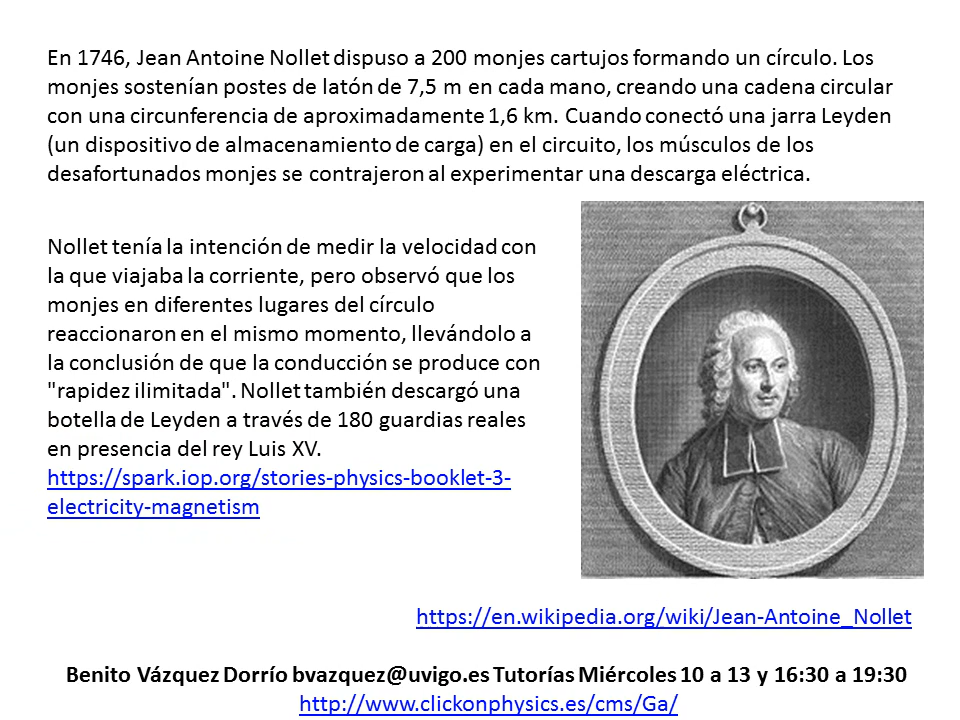 En 1746, Jean Antoine Nollet dispuso a 200 monjes cartujos formando un círculo. Los
monjes sostenían postes de latón de 7,5 m en cada mano, creando una cadena circular
con una circunferencia de aproximadamente 1,6 km. Cuando conectó una jarra Leyden
(un dispositivo de almacenamiento de carga) en el circuito, los músculos de los
desafortunados monjes se contrajeron al experimentar una descarga eléctrica.
Nollet tenía la intención de medir la velocidad con
la que viajaba la corriente, pero observó que los
monjes en diferentes lugares del círculo
reaccionaron en el mismo momento, llevándolo a
la conclusión de que la conducción se produce con
"rapidez ilimitada". Nollet también descargó una
botella de Leyden a través de 180 guardias reales
en presencia del rey Luis XV.
https://spark.iop.org/stories-physics-booklet-3-
electricity-magnetism
https://en.wikipedia.org/wiki/Jean-Antoine_Nollet
Benito Vázquez Dorrío bvazquez@uvigo.es Tutorías Miércoles 10 a 13 y 16:30 a 19:30
http://www.clickonphysics.es/cms/Ga/